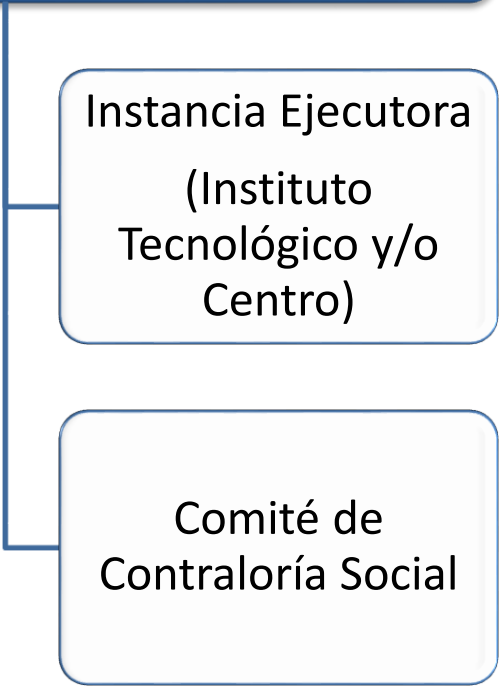 Instancia Ejecutora
(Instituto
Tecnológico y/o
Centro)
Comité de
Contraloría Social